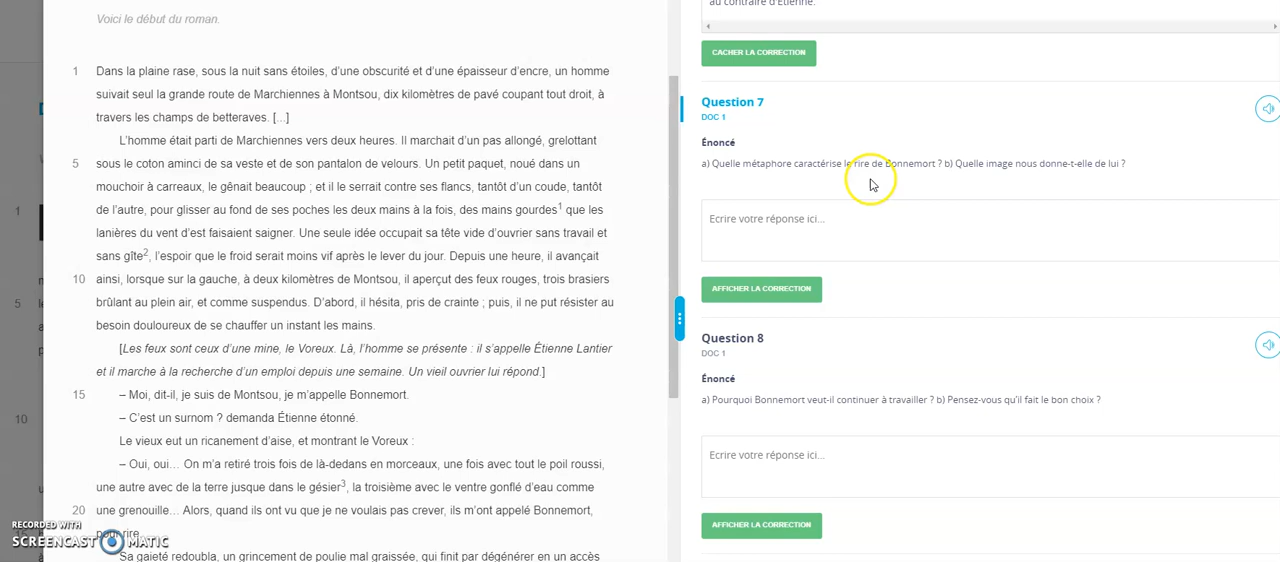 Voici le début du roman.
1 Dans la plaine rase, sous la nuit sans étoiles, d'une obscurité et d'une épaisseur d'encre, un homme
suivait seul la grande route de Marchiennes à Montsou, dix kilomètres de pavé coupant tout droit, à
travers les champs de betteraves. [...]
L'homme était parti de Marchiennes vers deux heures. Il marchait d'un pas allongé, grelottant
5 sous le coton aminci de sa veste et de son pantalon de velours. Un petit paquet, noué dans un
mouchoir à carreaux, le gênait beaucoup ; et il le serrait contre ses flancs, tantôt d'un coude, tantôt
de l'autre, pour glisser au fond de ses poches les deux mains à la fois, des mains gourdes1 que les
lanières du vent d'est faisaient saigner. Une seule idée occupait sa tête vide d'ouvrier sans travail et
sans gîte2, l'espoir que le froid serait moins vif après le lever du jour. Depuis une heure, il avançait
10 ainsi, lorsque sur la gauche, à deux kilomètres de Montsou, il aperçut des feux rouges, trois brasiers
brûlant au plein air, et comme suspendus. D'abord, il hésita, pris de crainte ; puis, il ne put résister au
besoin douloureux de se chauffer un instant les mains.
[Les feux sont ceux d'une mine, le Voreux. Là, l'homme se présente : il s'appelle Étienne Lantier
et il marche à la recherche d'un emploi depuis une semaine. Un vieil ouvrier lui répond.]
15 – Moi, dit-il, je suis de Montsou, je m'appelle Bonnemort.
– C'est un surnom ? demanda Étienne étonné.
Le vieux eut un ricanement d'aise, et montrant le Voreux :
– Oui, oui... On m'a retiré trois fois de là-dedans en morceaux, une fois avec tout le poil roussi,
une autre avec de la terre jusque dans le gésier3, la troisième avec le ventre gonflé d'eau comme
20 une grenouille... Alors, quand ils ont vu que je ne voulais pas crever, ils m'ont appelé Bonnemort,
pour rire.
Sa gaieté redoubla, un grincement de poulie mal graissée, qui finit par dégénérer en un accès
1
5
10
RECORDED WITH
SCREENCAST MATIC
au contraire d'Etienne.
CACHER LA CORRECTION
Question 7
DOC 1
Énoncé
a) Quelle métaphore caractérise le rire de Bonnemort ? b) Quelle image nous donne-t-elle de lui ?
Ecrire votre réponse ici...
AFFICHER LA CORRECTION
Question 8
DOC 1
Énoncé
a) Pourquoi Bonnemort veut-il continuer à travailler ? b) Pensez-vous qu'il fait le bon choix ?
Ecrire votre réponse ici...
AFFICHER LA CORRECTION